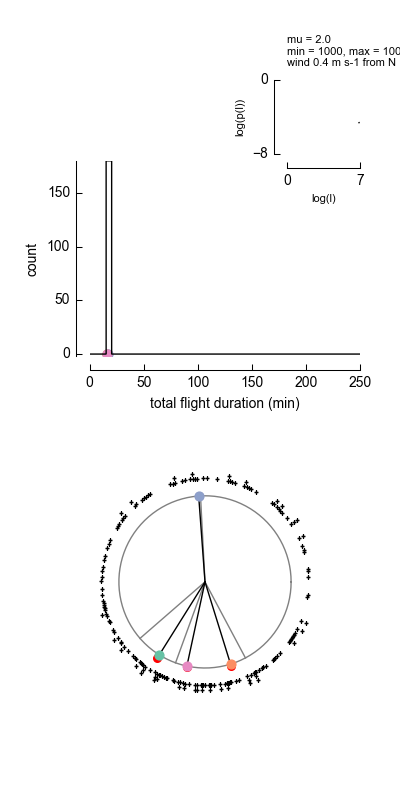 mu = 2.0
min = 1000, max = 100
wind 0.4 m s-1 from N
0
log(p(l))
−8
0 7
log(l)
150
100
50
0
count
0 50 100 150 200 250
total flight duration (min)